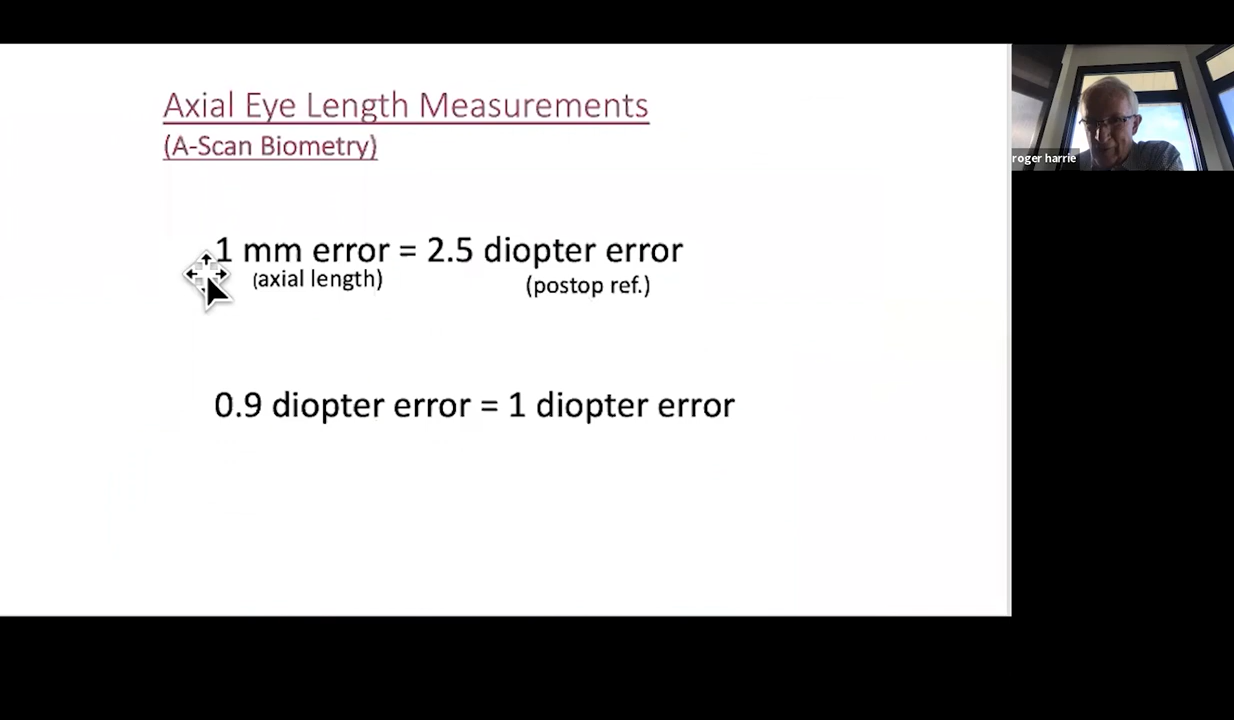 Axial Eye Length Measurements
(A-Scan Biometry)
1 mm error = 2.5 diopter error
(axial length) (postop ref.)
0.9 diopter error = 1 diopter error
roger harrie